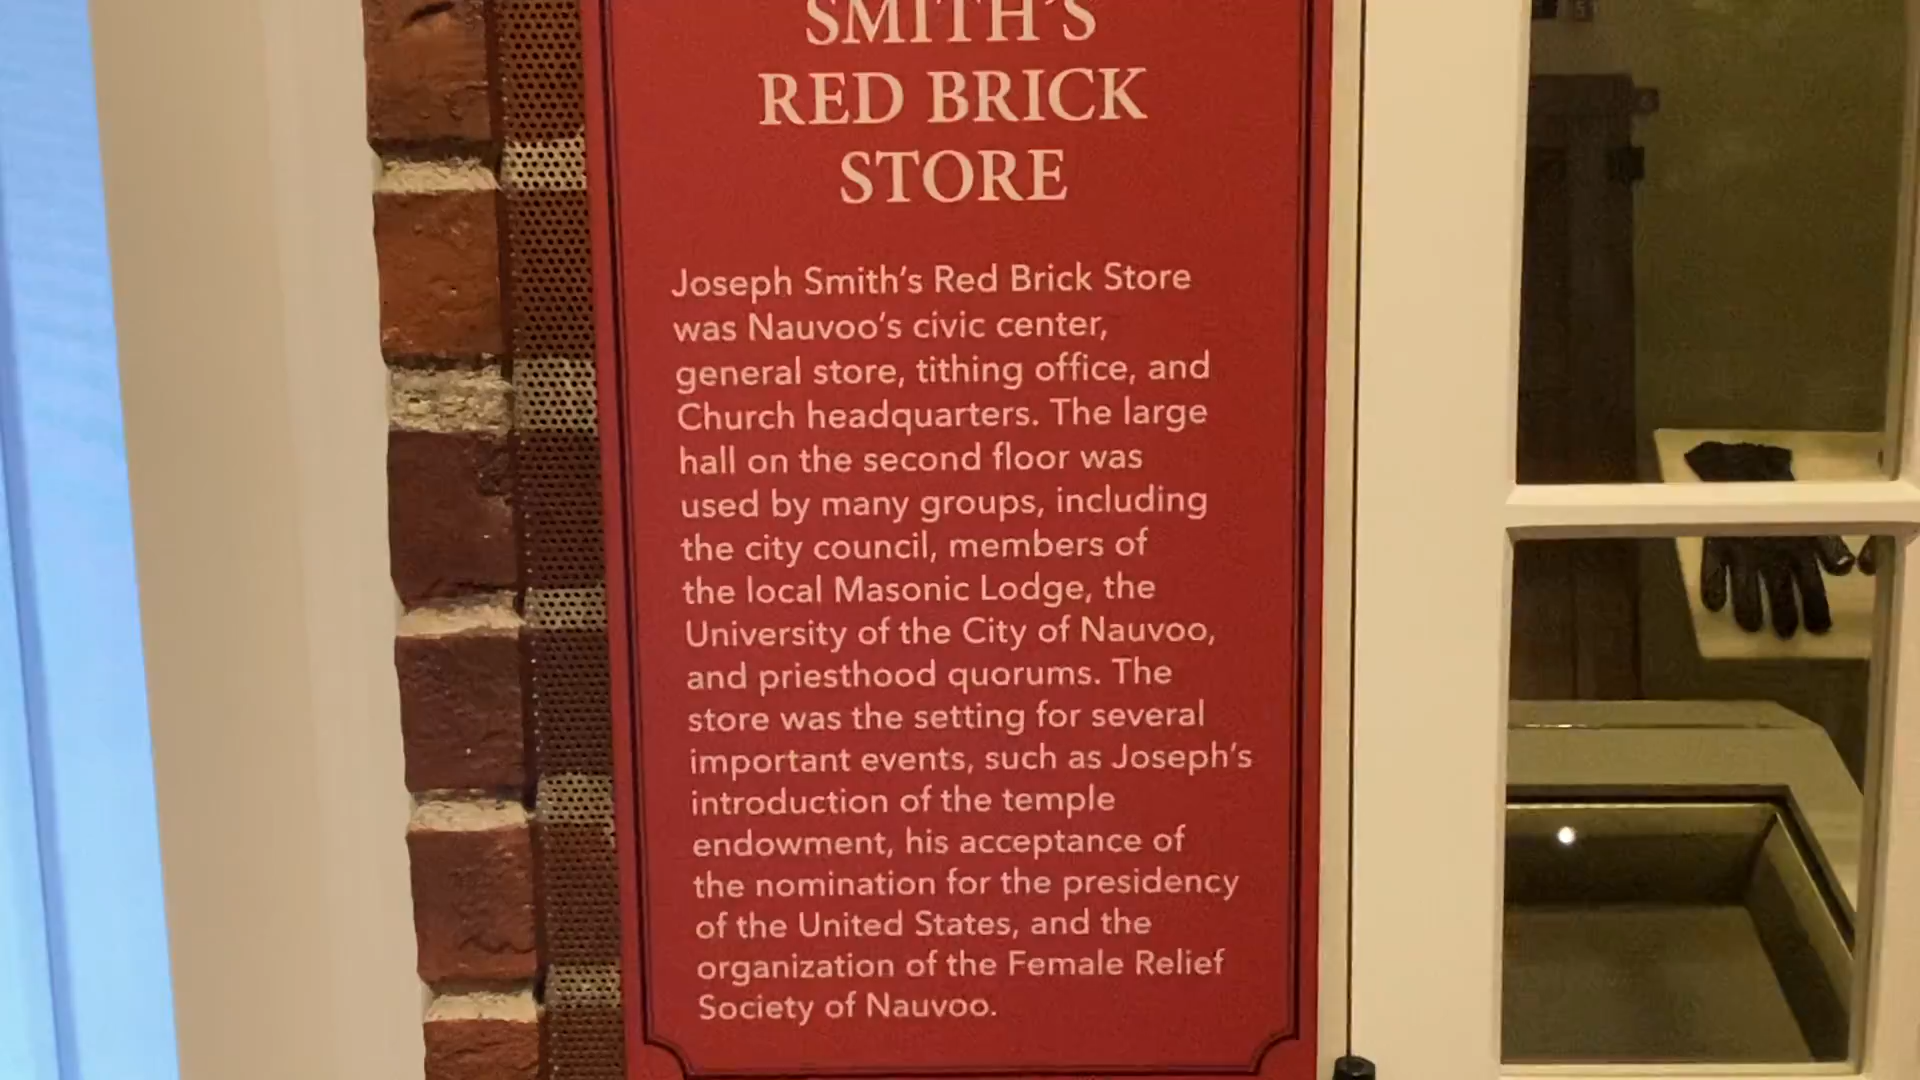 SMITH'S
RED BRICK
STORE
Joseph Smith's Red Brick Store
was Nauvoo's civic center,
general store, tithing office, and
Church headquarters. The large
hall on the second floor was
used by many groups, including
the city council, members of
the local Masonic Lodge, the
University of the City of Nauvoo,
and priesthood quorums. The
store was the setting for several
important events, such as Joseph's
introduction of the temple
endowment, his acceptance of
the nomination for the presidency
of the United States, and the
organization of the Female Relief
Society of Nauvoo.